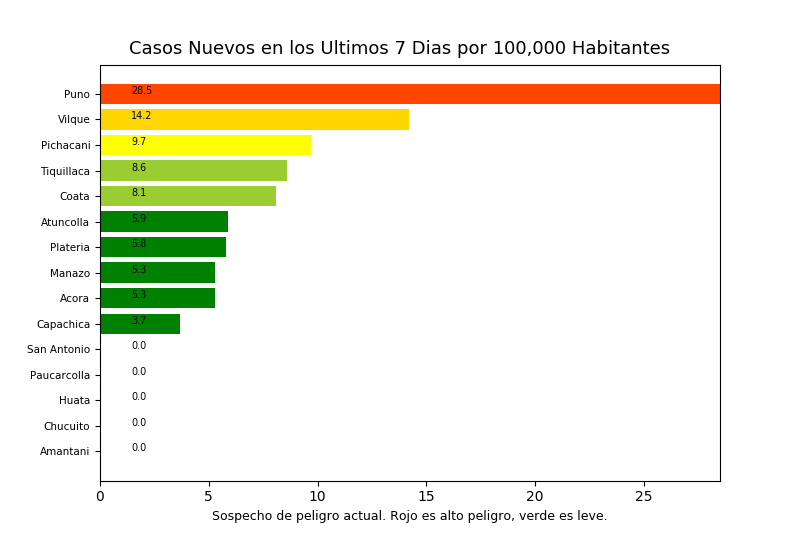 Casos Nuevos en los Ultimos 7 Dias por 100,000 Habitantes
Puno 28.5
Vilque 14.2
Pichacani 9.7
Tiquillaca 8.6
Coata 8.1
Atuncolla 5.9
Plateria 5.8
Manazo 5.3
Acora 5.3
Capachica 3.7
San Antonio 0.0
Paucarcolla 0.0
Huata 0.0
Chucuito 0.0
Amantani 0.0
0 5 10 15 20 25
Sospecho de peligro actual. Rojo es alto peligro, verde es leve.